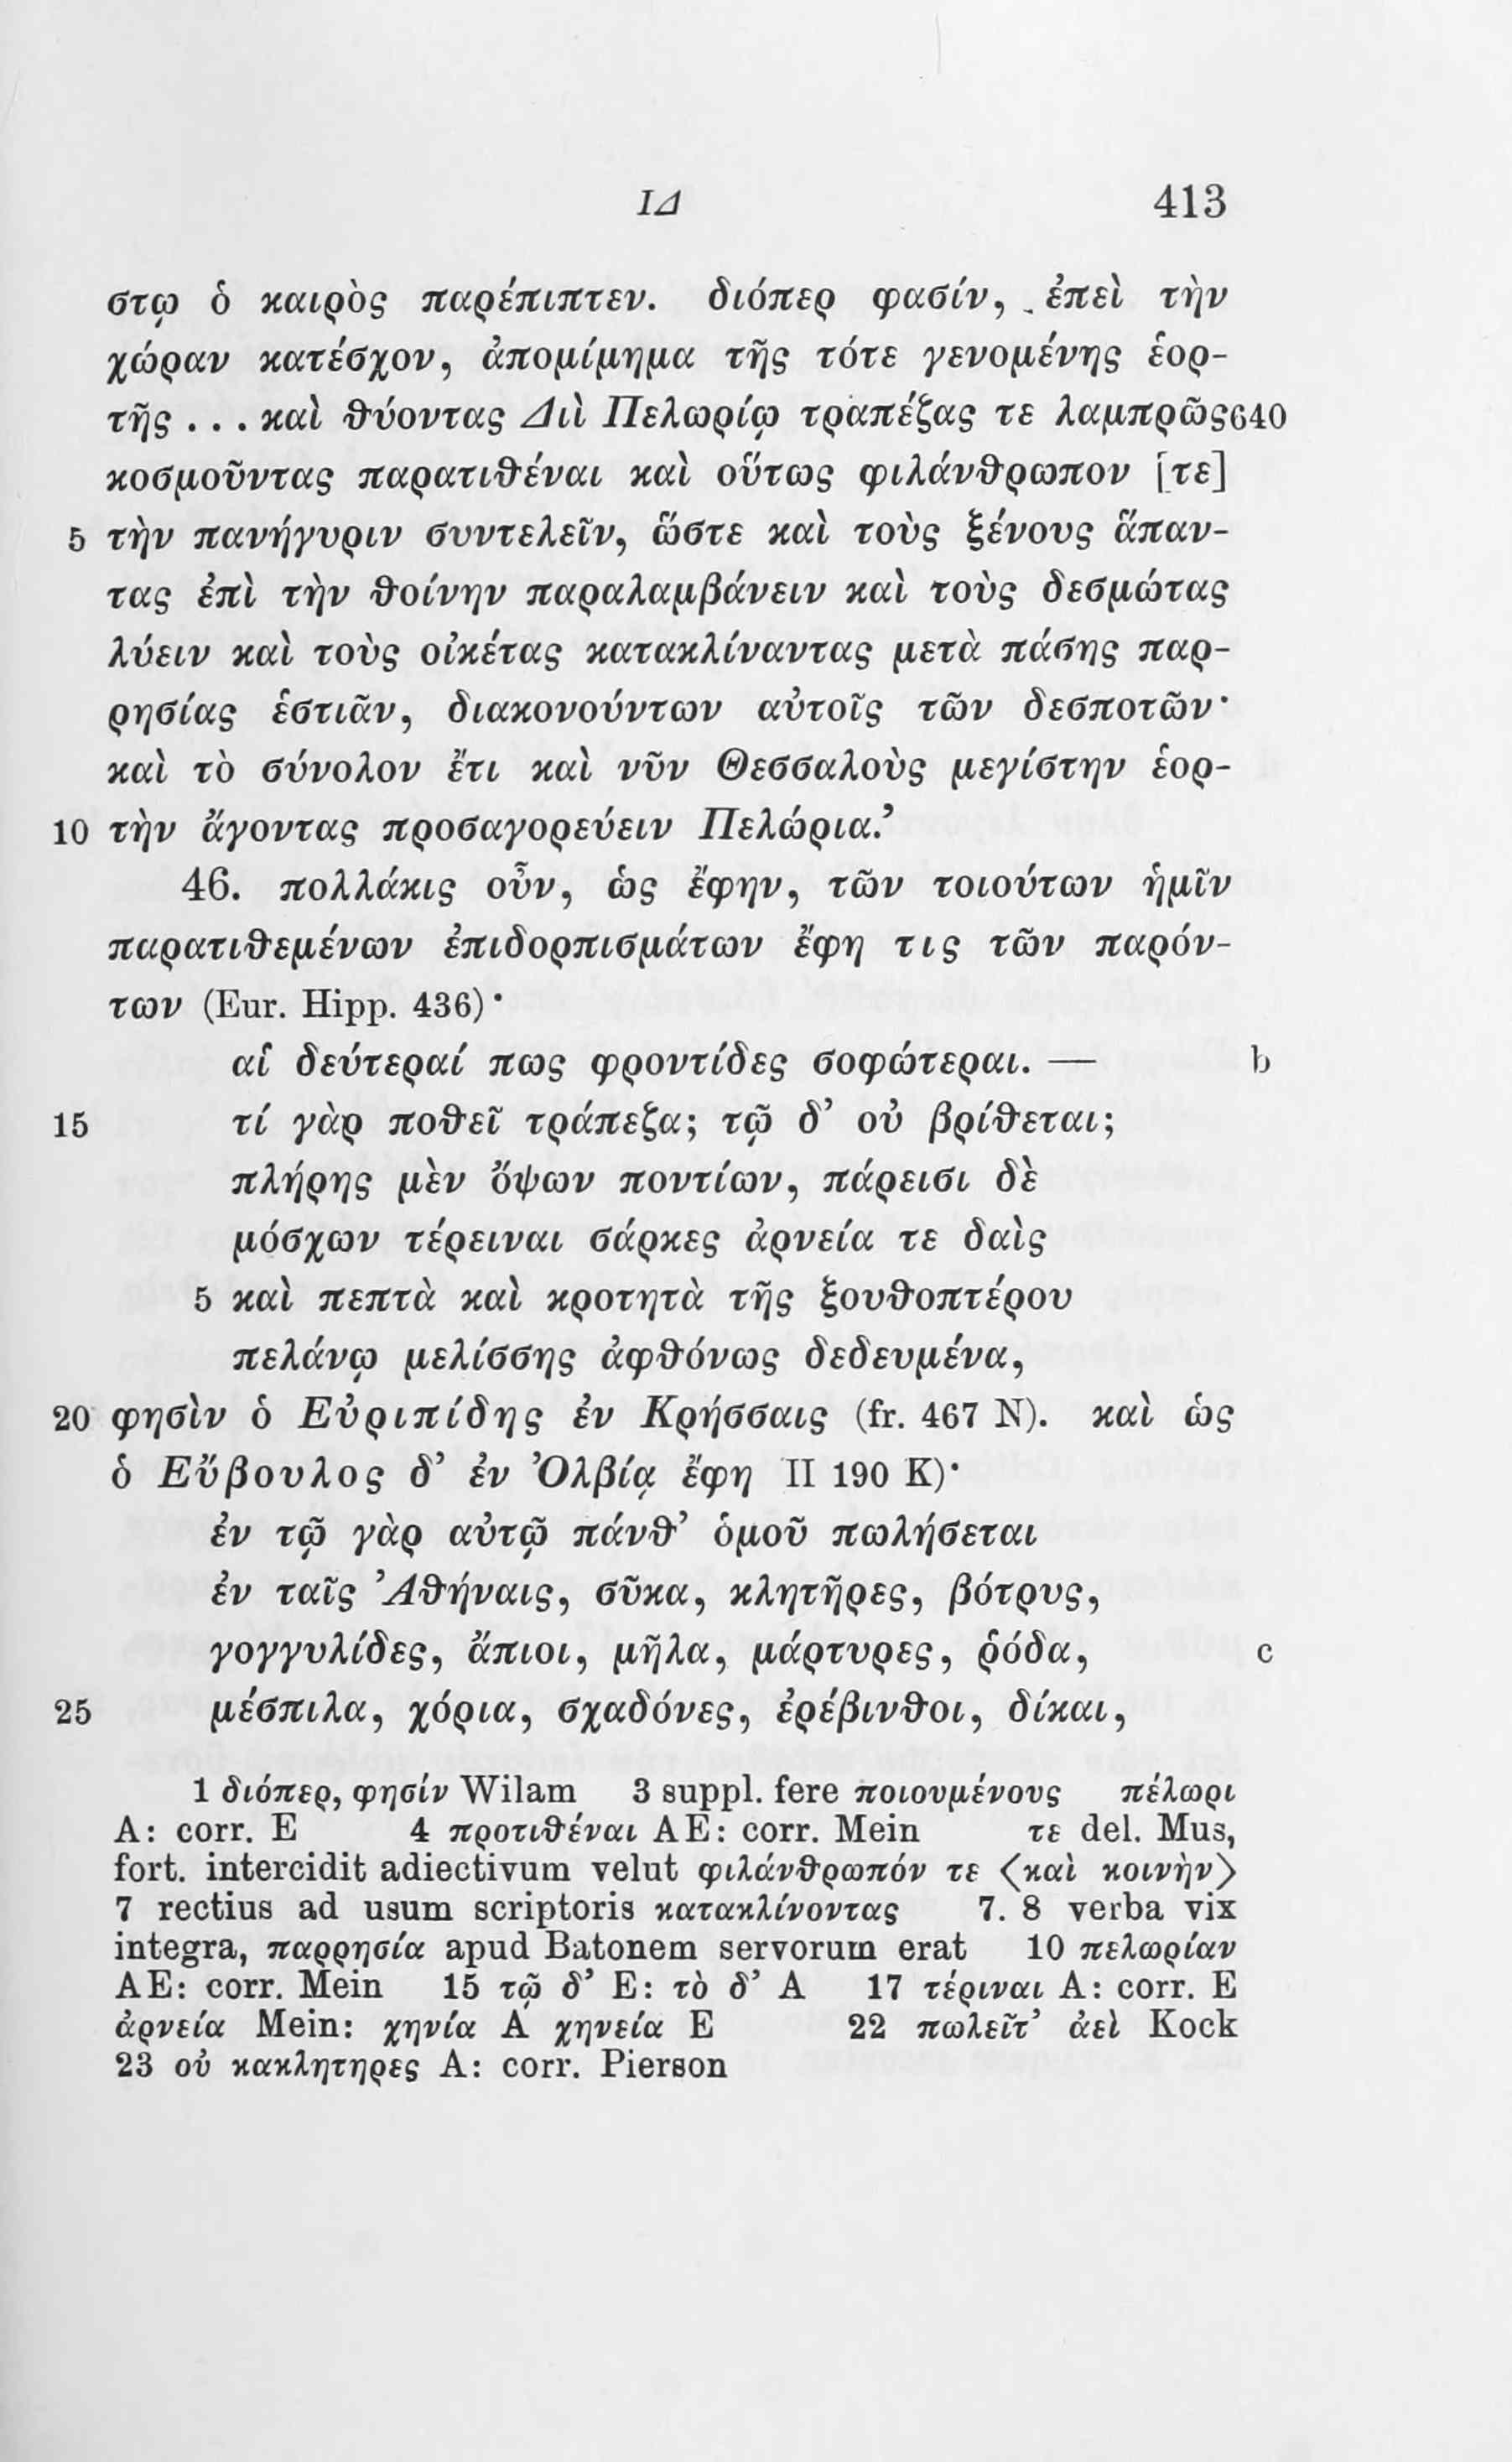 ΙΔ 413
στῳ ὁ καιρὸς παρέπιπτεν. διόπερ φασίν, ἐπεὶ τὴν
χώραν κατέσχον, ἀπομίμημα τῆς τότε γενομένης ἑορ-
τῆς ... καὶ θύοντας Διὶ Πελωρίῳ τραπέζας τε λαμπρῶς 640
κοσμοῦντας παρατιθέναι καὶ οὕτως φιλάνθρωπον [τε]
5 τὴν πανήγυριν συντελεῖν, ὥστε καὶ τοὺς ξένους ἅπαν-
τας ἐπὶ τὴν θοίνην παραλαμβάνειν καὶ τοὺς δεσμώτας
λύειν καὶ τοὺς οἰκέτας κατακλίναντας μετὰ πάσης παρ-
ρησίας ἑστιᾶν, διακονούντων αὐτοῖς τῶν δεσποτῶν·
καὶ τὸ σύνολον ἔτι καὶ νῦν Θεσσαλοὺς μεγίστην ἑορ-
10 τὴν ἄγοντας προσαγορεύειν Πελώρια.’
46. πολλάκις οὖν, ὡς ἔφην, τῶν τοιούτων ἡμῖν
παρατιθεμένων ἐπιδορπισμάτων ἔφη τις τῶν παρόν-
των (Eur. Hipp. 436)·
αἱ δεύτεραί πως φροντίδες σοφώτεραι. — b
15 τί γὰρ ποθεῖ τράπεζα; τῷ δ’ οὐ βρίθεται;
πλήρης μὲν ὄψων ποντίων, πάρεισι δὲ
μόσχων τέρειναι σάρκες ἀρνεία τε δαὶς
5 καὶ πεπτὰ καὶ κροτητὰ τῆς ξουθοπτέρου
πελάνῳ μελίσσης ἀφθόνως δεδευμένα,
20 φησὶν ὁ Εὐριπίδης ἐν Κρήσσαις (fr. 467 N). καὶ ὡς
ὁ Εὔβουλος δ’ ἐν Ὀλβίᾳ ἔφη II 190 K)·
ἐν τῷ γὰρ αὐτῷ πάνθ’ ὁμοῦ πωλήσεται
ἐν ταῖς Ἀθήναις, σῦκα, κλητῆρες, βότρυς,
γογγυλίδες, ἄπιοι, μῆλα, μάρτυρες, ῥόδα, c
25 μέσπιλα, χόρια, σχαδόνες, ἐρέβινθοι, δίκαι,
1 διόπερ, φησίν Wilam 3 suppl. fere ποιουμένους πέλωρι
A: corr. E 4 προτιθέναι AE: corr. Mein τε del. Mus,
fort. intercidit adiectivum velut φιλάνθρωπόν τε ⟨καὶ κοινὴν⟩
7 rectius ad usum scriptoris κατακλίνοντας 7. 8 verba vix
integra, παρρησία apud Batonem servorum erat 10 πελωρίαν
AE: corr. Mein 15 τῷ δ’ E: τὸ δ’ A 17 τέριναι A: corr. E
ἀρνεία Mein: χηνία A χηνεία E 22 πωλεῖτ’ ἀεὶ Kock
23 οὐ κακλητηρες A: corr. Pierson